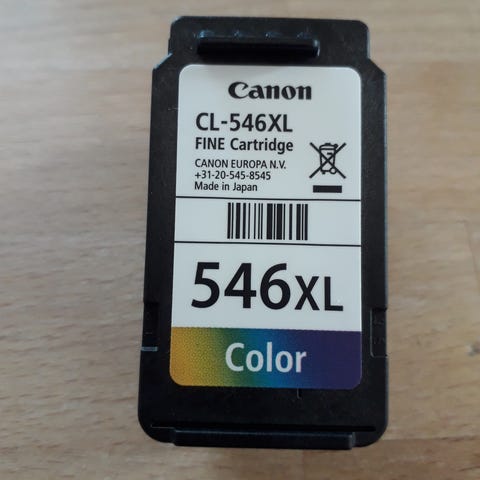 Canon
CL-546XL
FINE Cartridge
CANON EUROPA N.V.
+31-20-545-8545
Made in Japan
546XL
Color